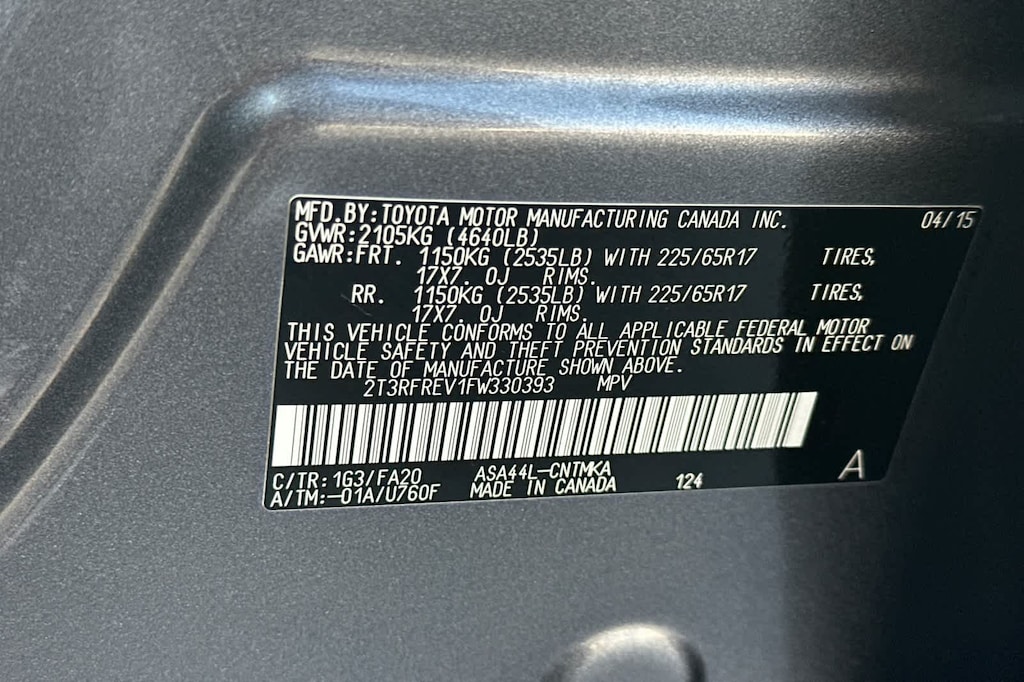 MFD.BY:TOYOTA MOTOR MANUFACTURING CANADA INC. 04/15
GVWR:2105KG (4640LB)
GAWR:FRT. 1150KG (2535LB) WITH 225/65R17 TIRES,
17X7. 0J RIMS.
RR. 1150KG (2535LB) WITH 225/65R17 TIRES,
17X7. 0J RIMS.
THIS VEHICLE CONFORMS TO ALL APPLICABLE FEDERAL MOTOR
VEHICLE SAFETY AND THEFT PREVENTION STANDARDS IN EFFECT ON
THE DATE OF MANUFACTURE SHOWN ABOVE.
2T3RFREV1FW330393 MPV
C/TR:1G3/FA20 ASA44L-CNTMKA A
A/TM:-01A/U760F MADE IN CANADA 124